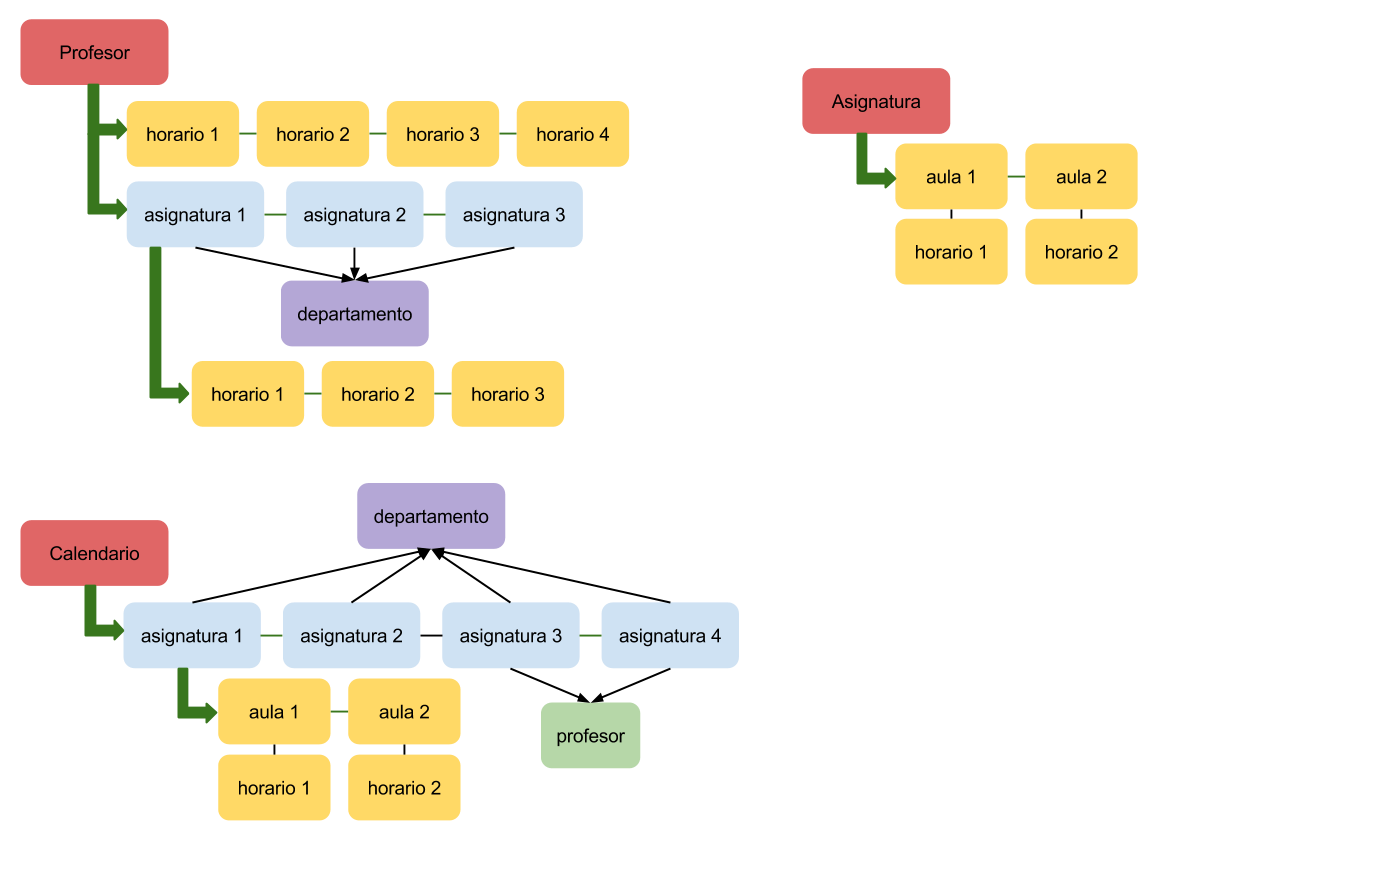 Profesor
horario 1
horario 2
horario 3
horario 4
asignatura 1
asignatura 2
asignatura 3
departamento
horario 1
horario 2
horario 3
Asignatura
aula 1
aula 2
horario 1
horario 2
departamento
Calendario
asignatura 1
asignatura 2
asignatura 3
asignatura 4
aula 1
aula 2
profesor
horario 1
horario 2